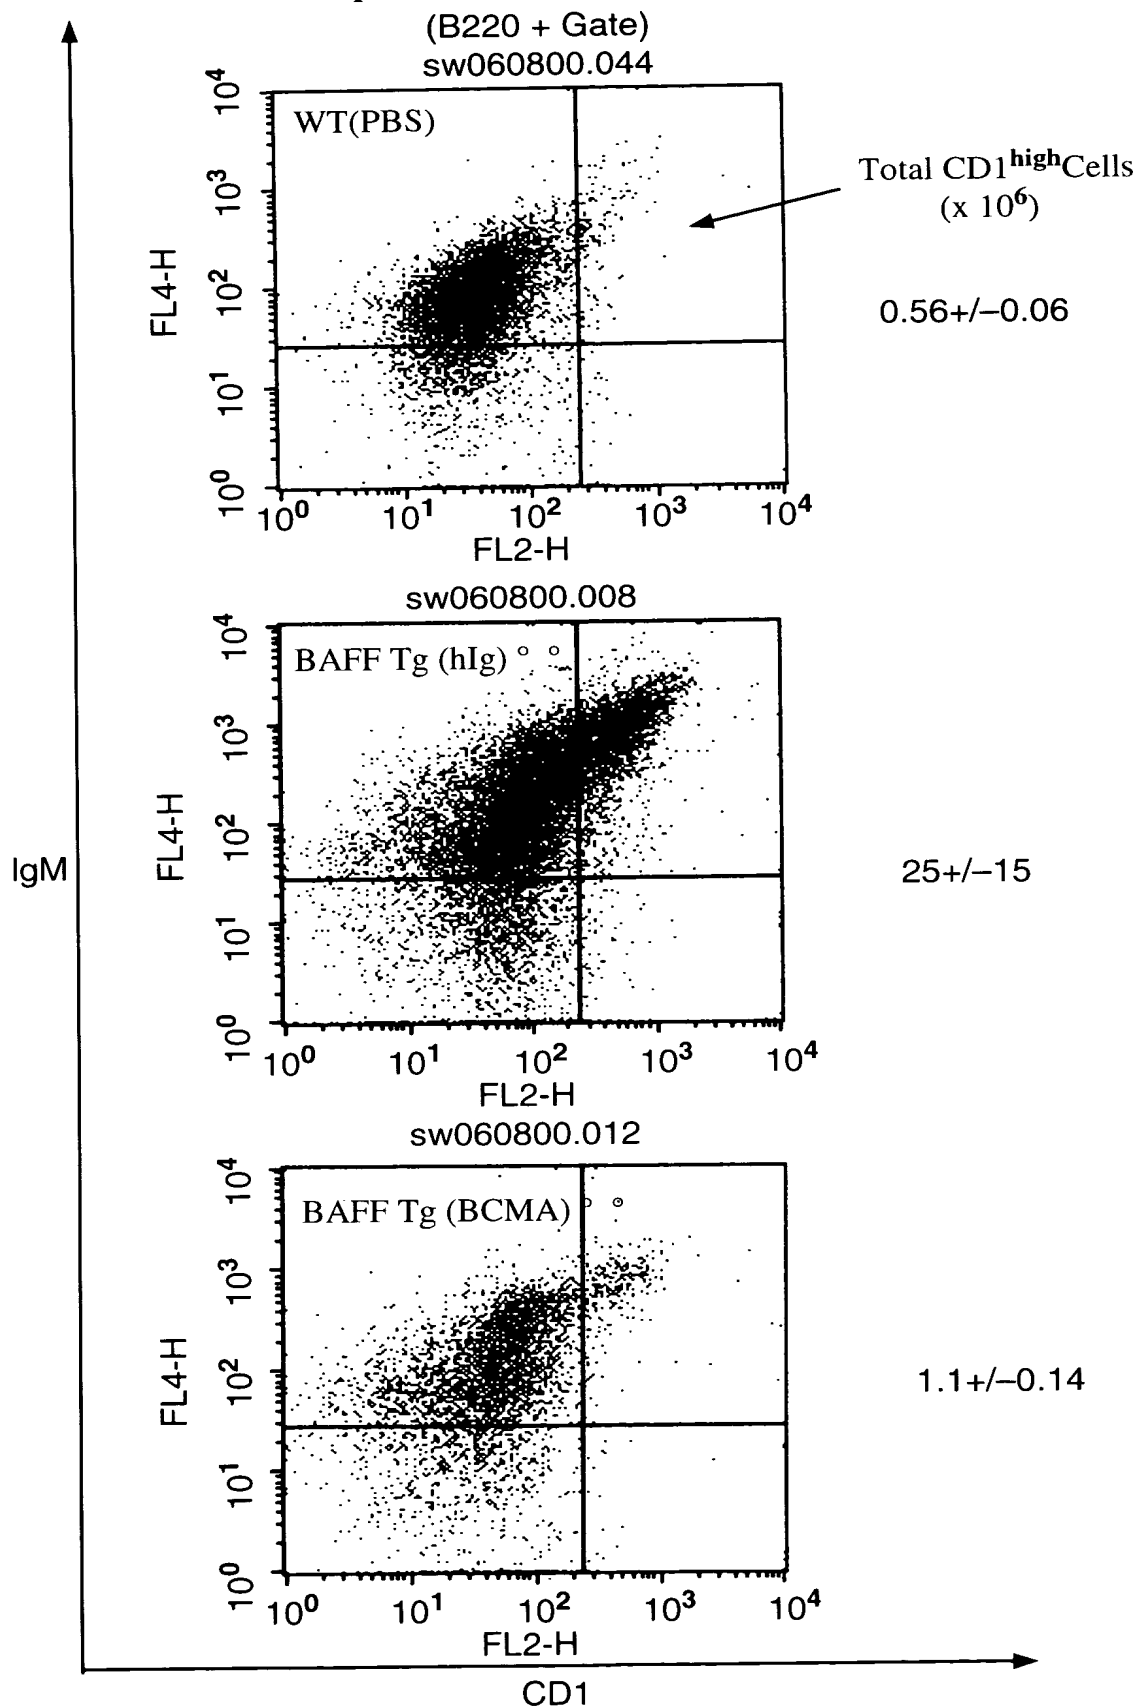 (B220 + Gate)
sw060800.044
WT(PBS)
Total CD1highCells
(x 10⁶)
0.56+/–0.06
FL4-H
10⁴
10³
10²
10¹
10⁰
10⁰ 10¹ 10² 10³ 10⁴
FL2-H
sw060800.008
BAFF Tg (hIg)
25+/–15
FL4-H
10⁴
10³
10²
10¹
10⁰
10⁰ 10¹ 10² 10³ 10⁴
FL2-H
IgM
sw060800.012
BAFF Tg (BCMA)
1.1+/–0.14
FL4-H
10⁴
10³
10²
10¹
10⁰
10⁰ 10¹ 10² 10³ 10⁴
FL2-H
CD1